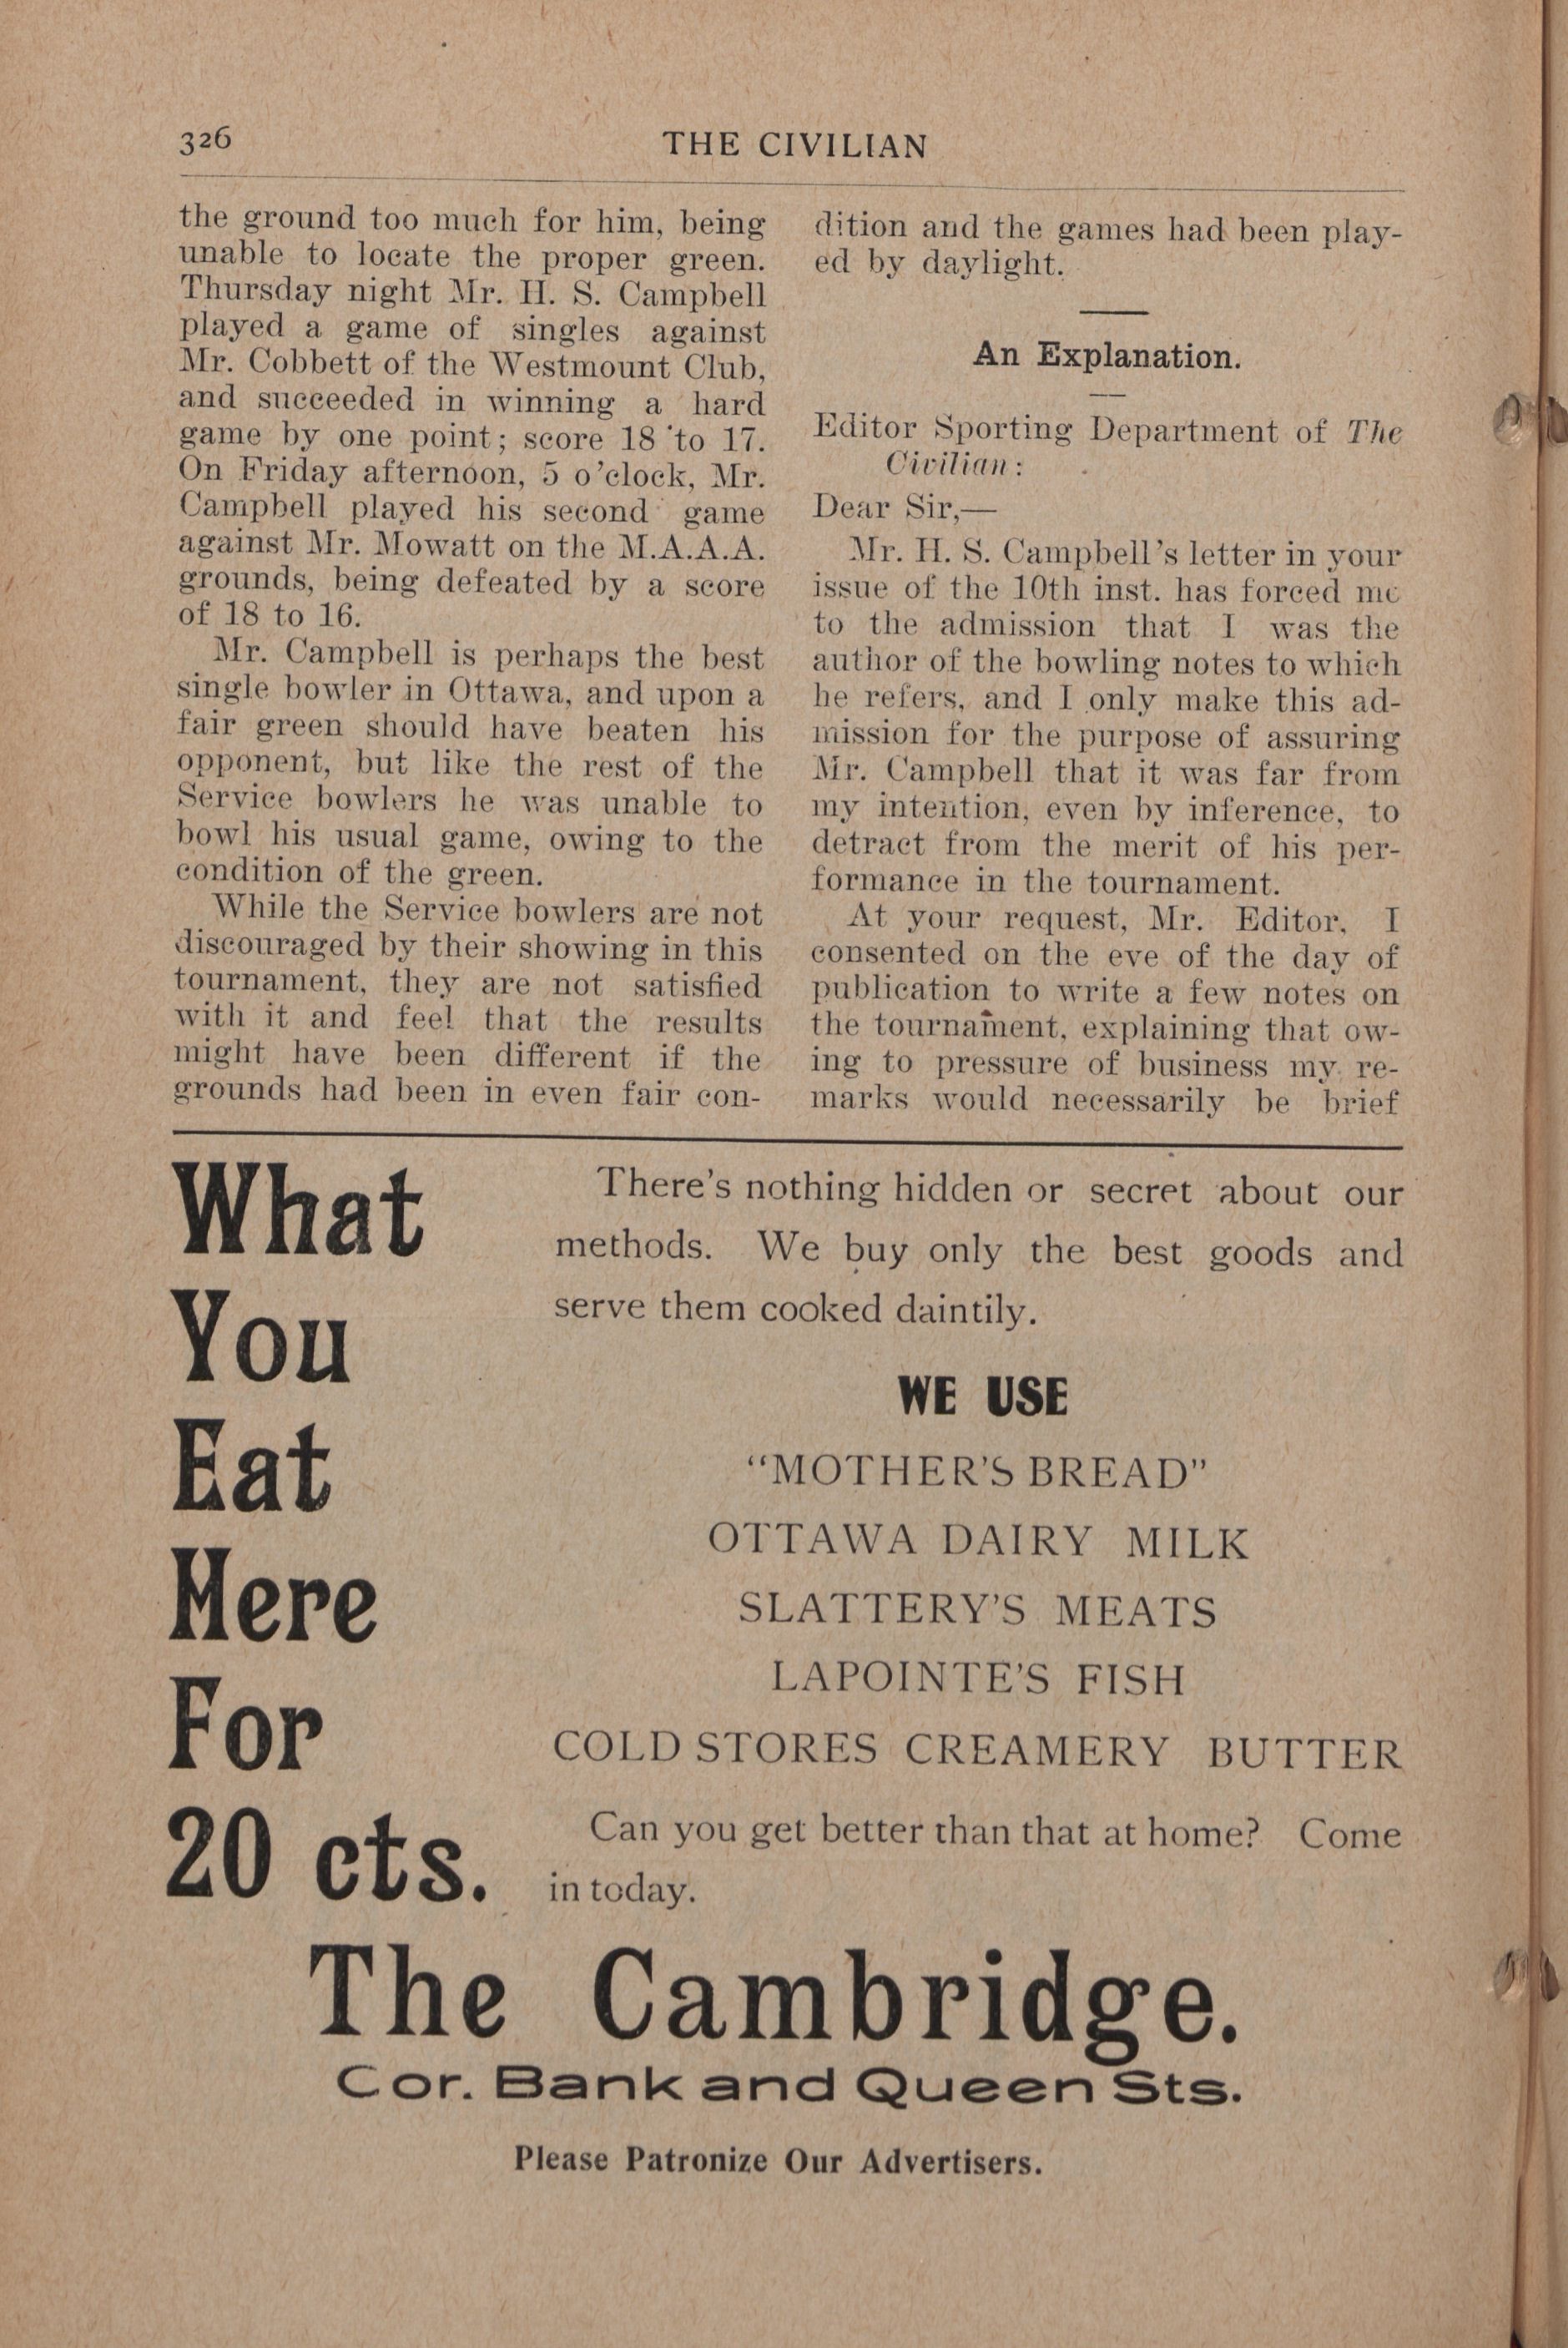 326
THE CIVILIAN
the ground too much for him, being
unable to locate the proper green.
Thursday night Mr. H. S. Campbell
played a game of singles against
Mr. Cobbett of the Westmount Club,
and succeeded in winning a hard
game by one point; score 18 to 17.
On Friday afternoon, 5 o'clock, Mr.
Campbell played his second game
against Mr. Mowatt on the M.A.A.A.
grounds, being defeated by a score
of 18 to 16.
Mr. Campbell is perhaps the best
single bowler in Ottawa, and upon a
fair green should have beaten his
opponent, but like the rest of the
Service bowlers he was unable to
bowl his usual game, owing to the
condition of the green.
While the Service bowlers are not
discouraged by their showing in this
tournament, they are not satisfied
with it and feel that the results
might have been different if the
grounds had been in even fair con-
dition and the games had been play-
ed by daylight.
An Explanation.
Editor Sporting Department of The
Civilian:
Dear Sir,—
Mr. H. S. Campbell's letter in your
issue of the 10th inst. has forced me
to the admission that I was the
author of the bowling notes to which
he refers, and I only make this ad-
mission for the purpose of assuring
Mr. Campbell that it was far from
my intention, even by inference, to
detract from the merit of his per-
formance in the tournament.
At your request, Mr. Editor, I
consented on the eve of the day of
publication to write a few notes on
the tournament, explaining that ow-
ing to pressure of business my re-
marks would necessarily be brief
What
You
Eat
Here
For
20 cts.
There's nothing hidden or secret about our
methods. We buy only the best goods and
serve them cooked daintily.
WE USE
"MOTHER'S BREAD"
OTTAWA DAIRY MILK
SLATTERY'S MEATS
LAPOINTE'S FISH
COLD STORES CREAMERY BUTTER
Can you get better than that at home? Come
in today.
The Cambridge.
Cor. Bank and Queen Sts.
Please Patronize Our Advertisers.